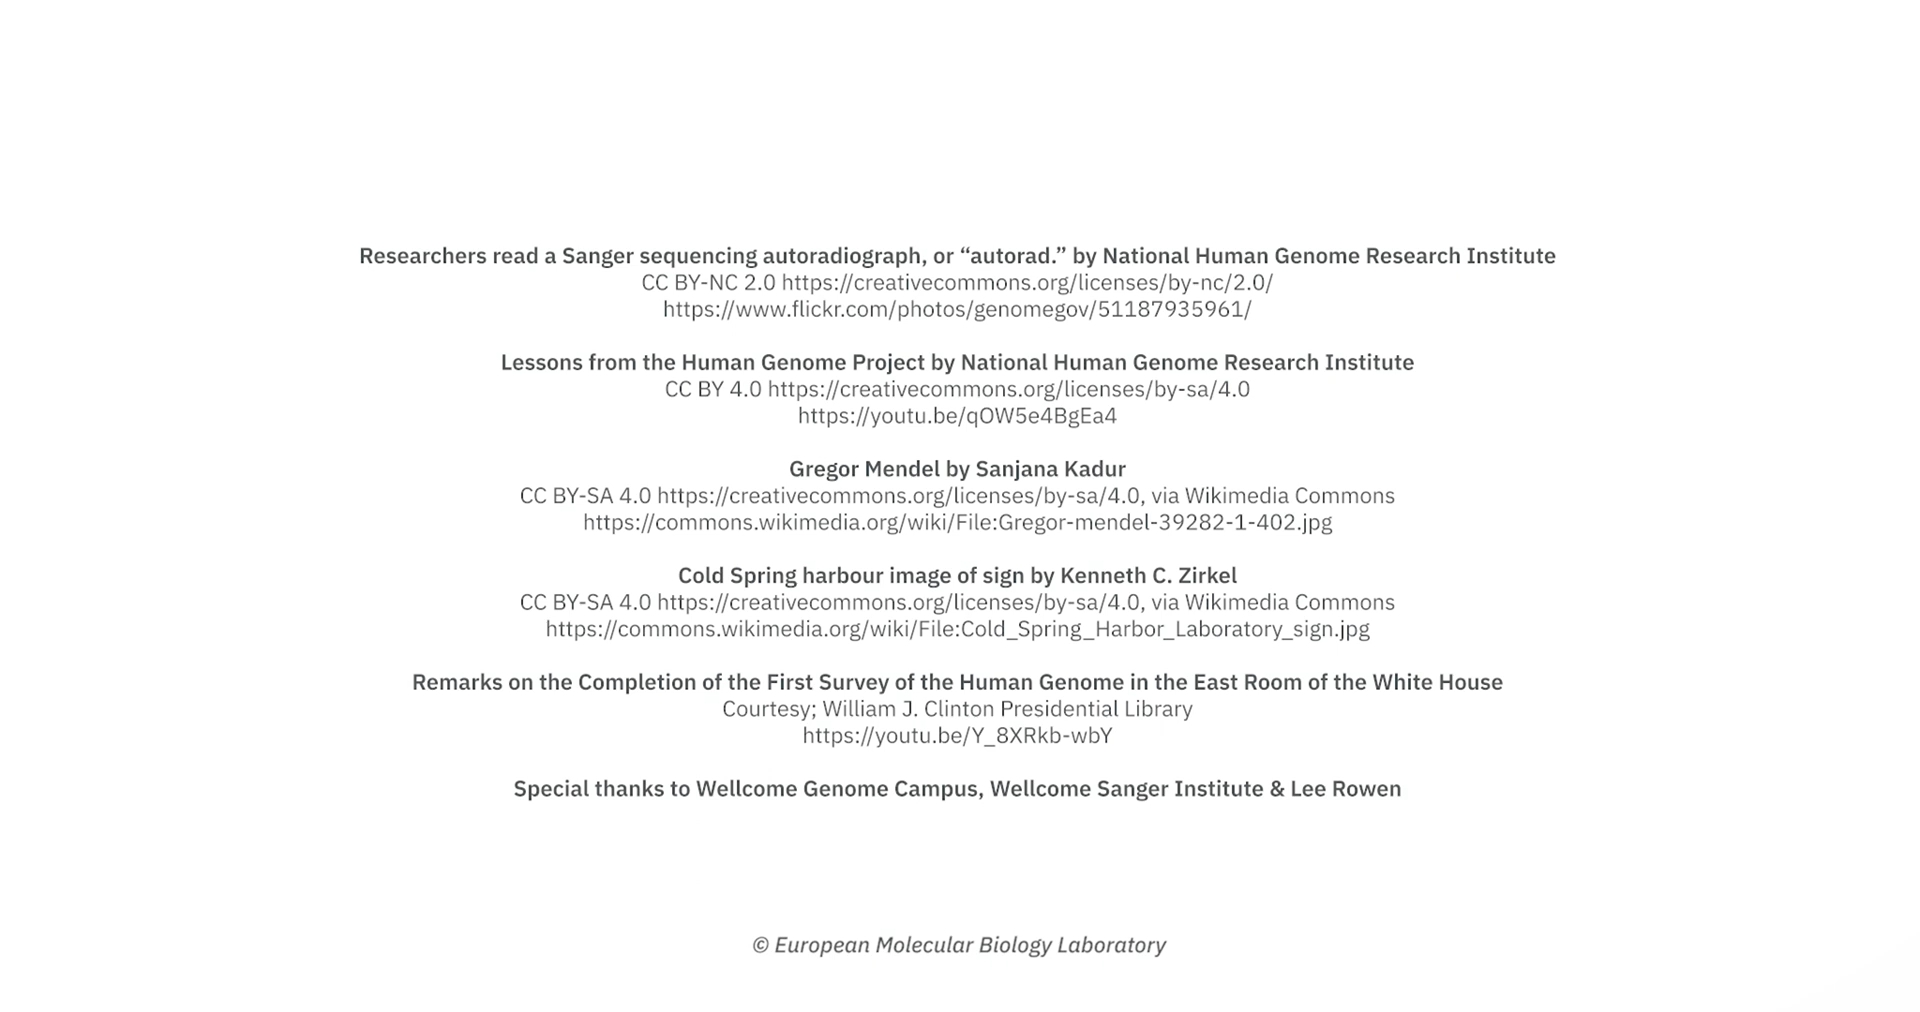 Researchers read a Sanger sequencing autoradiograph, or “autorad.” by National Human Genome Research Institute
CC BY-NC 2.0 https://creativecommons.org/licenses/by-nc/2.0/
https://www.flickr.com/photos/genomegov/51187935961/
Lessons from the Human Genome Project by National Human Genome Research Institute
CC BY 4.0 https://creativecommons.org/licenses/by-sa/4.0
https://youtu.be/qOW5e4BgEa4
Gregor Mendel by Sanjana Kadur
CC BY-SA 4.0 https://creativecommons.org/licenses/by-sa/4.0, via Wikimedia Commons
https://commons.wikimedia.org/wiki/File:Gregor-mendel-39282-1-402.jpg
Cold Spring harbour image of sign by Kenneth C. Zirkel
CC BY-SA 4.0 https://creativecommons.org/licenses/by-sa/4.0, via Wikimedia Commons
https://commons.wikimedia.org/wiki/File:Cold_Spring_Harbor_Laboratory_sign.jpg
Remarks on the Completion of the First Survey of the Human Genome in the East Room of the White House
Courtesy; William J. Clinton Presidential Library
https://youtu.be/Y_8XRkb-wbY
Special thanks to Wellcome Genome Campus, Wellcome Sanger Institute & Lee Rowen
© European Molecular Biology Laboratory